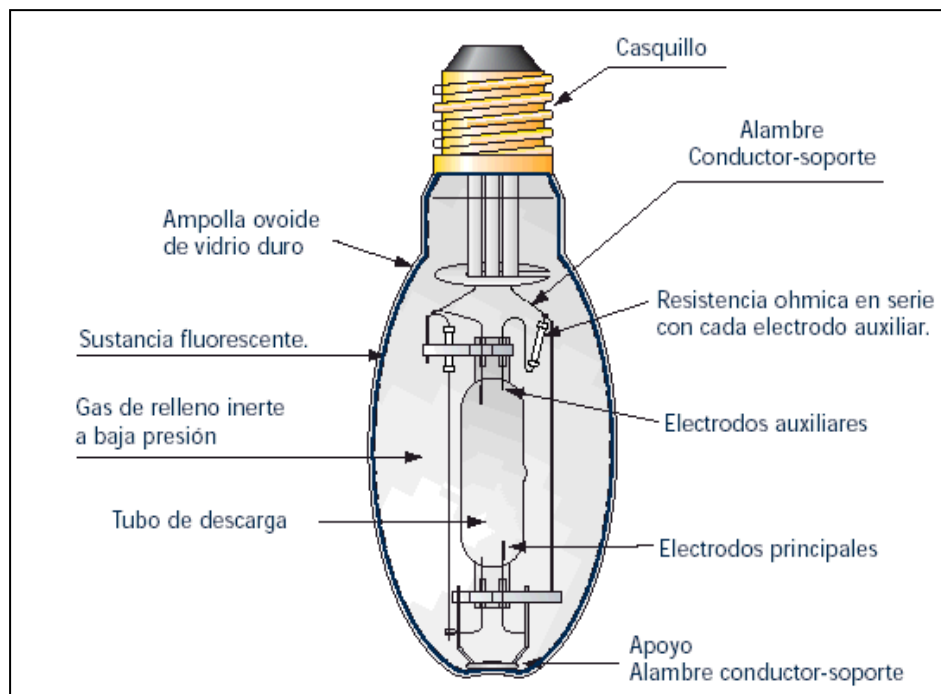 Casquillo
Alambre
Conductor-soporte
Ampolla ovoide
de vidrio duro
Resistencia ohmica en serie
con cada electrodo auxiliar.
Sustancia fluorescente.
Gas de relleno inerte
a baja presión
Electrodos auxiliares
Tubo de descarga
Electrodos principales
Apoyo
Alambre conductor-soporte